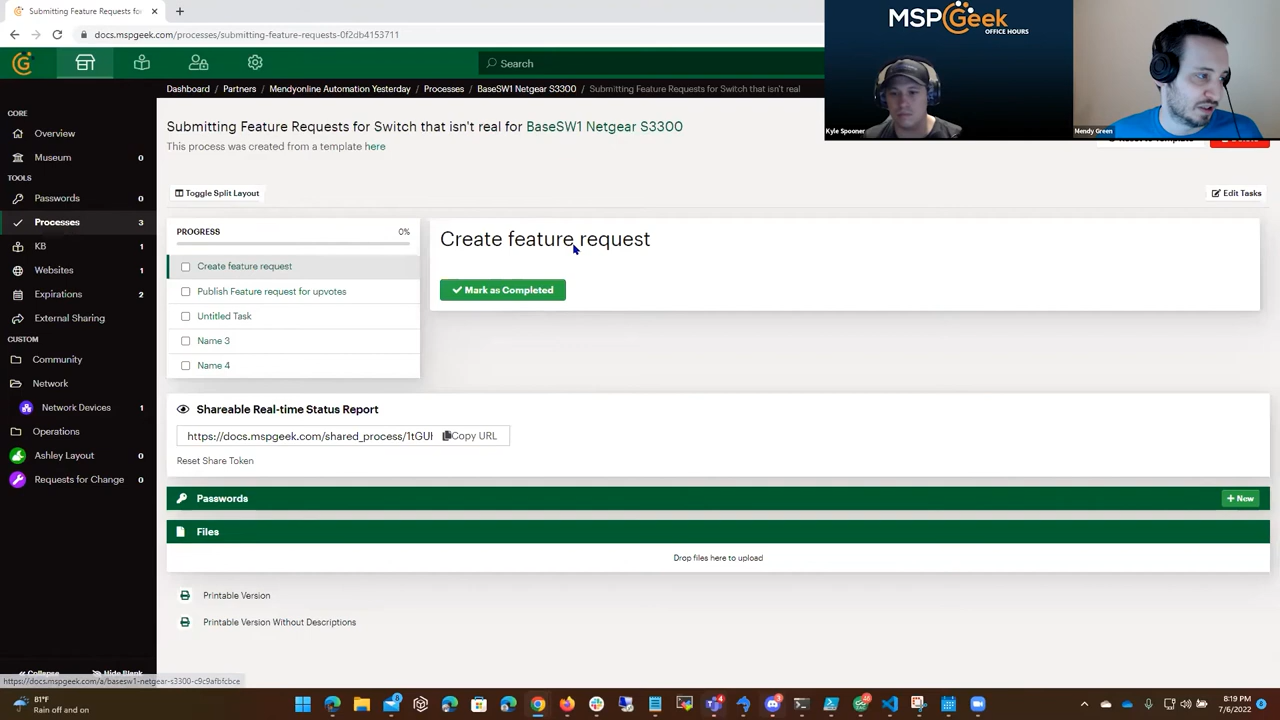 Submitting Feature Requests for
docs.mspgeek.com/processes/submitting-feature-requests-0f2db4153711
Search
MSPGeek
OFFICE HOURS
Kyle Spooner
Mendy Green
CORE
Overview
Museum 0
TOOLS
Passwords 0
Processes 3
KB 1
Websites 1
Expirations 2
External Sharing
CUSTOM
Community
Network
Network Devices 1
Operations
Ashley Layout 0
Requests for Change 0
Collapse Hide Blank
Dashboard / Partners / Mendyonline Automation Yesterday / Processes / BaseSW1 Netgear S3300 / Submitting Feature Requests for Switch that isn't real
Submitting Feature Requests for Switch that isn't real for BaseSW1 Netgear S3300
This process was created from a template here
Toggle Split Layout
Edit Tasks
PROGRESS 0%
Create feature request
Publish Feature request for upvotes
Untitled Task
Name 3
Name 4
Create feature request
Mark as Completed
Shareable Real-time Status Report
https://docs.mspgeek.com/shared_process/1tGUl Copy URL
Reset Share Token
Passwords
+ New
Files
Drop files here to upload
Printable Version
Printable Version Without Descriptions
https://docs.mspgeek.com/a/basesw1-netgear-s3300-c9c9afbfcbce
81°F
Rain off and on
8:19 PM
7/6/2022